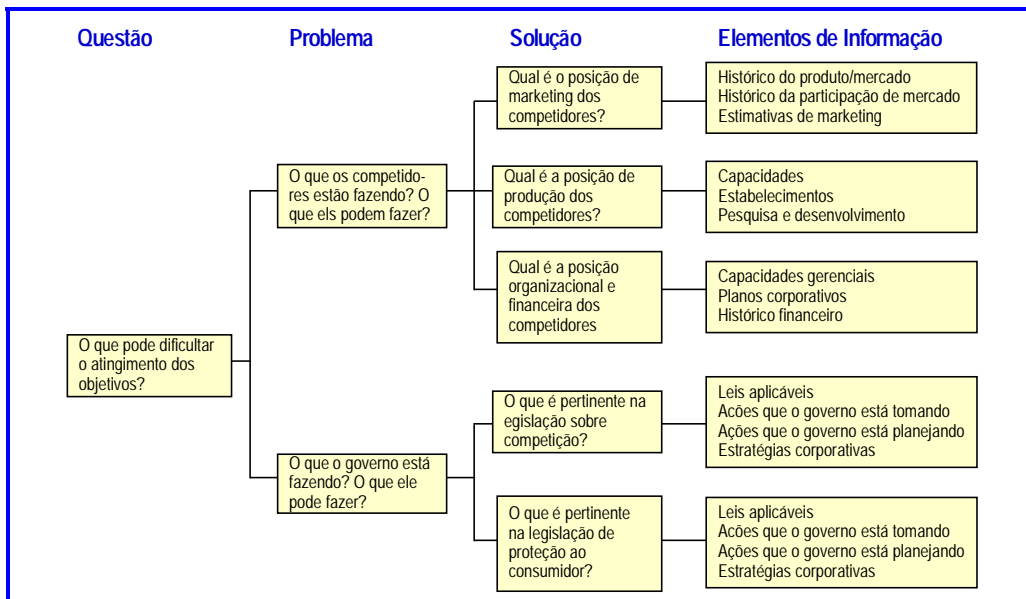 Questão Problema Solução Elementos de Informação
Qual é o posição de
marketing dos
competidores?
Histórico do produto/mercado
Histórico da participação de mercado
Estimativas de marketing
O que os competido-
res estão fazendo? O
que els podem fazer?
Qual é a posição de
produção dos
competidores?
Capacidades
Estabelecimentos
Pesquisa e desenvolvimento
Qual é a posição
organizacional e
financeira dos
competidores
Capacidades gerenciais
Planos corporativos
Histórico financeiro
O que pode dificultar
o atingimento dos
objetivos?
O que é pertinente na
egislação sobre
competição?
Leis aplicáveis
Acões que o governo está tomando
Ações que o governo está planejando
Estratégias corporativas
O que o governo está
fazendo? O que ele
pode fazer?
O que é pertinente
na legislação de
proteção ao
consumidor?
Leis aplicáveis
Acões que o governo está tomando
Ações que o governo está planejando
Estratégias corporativas